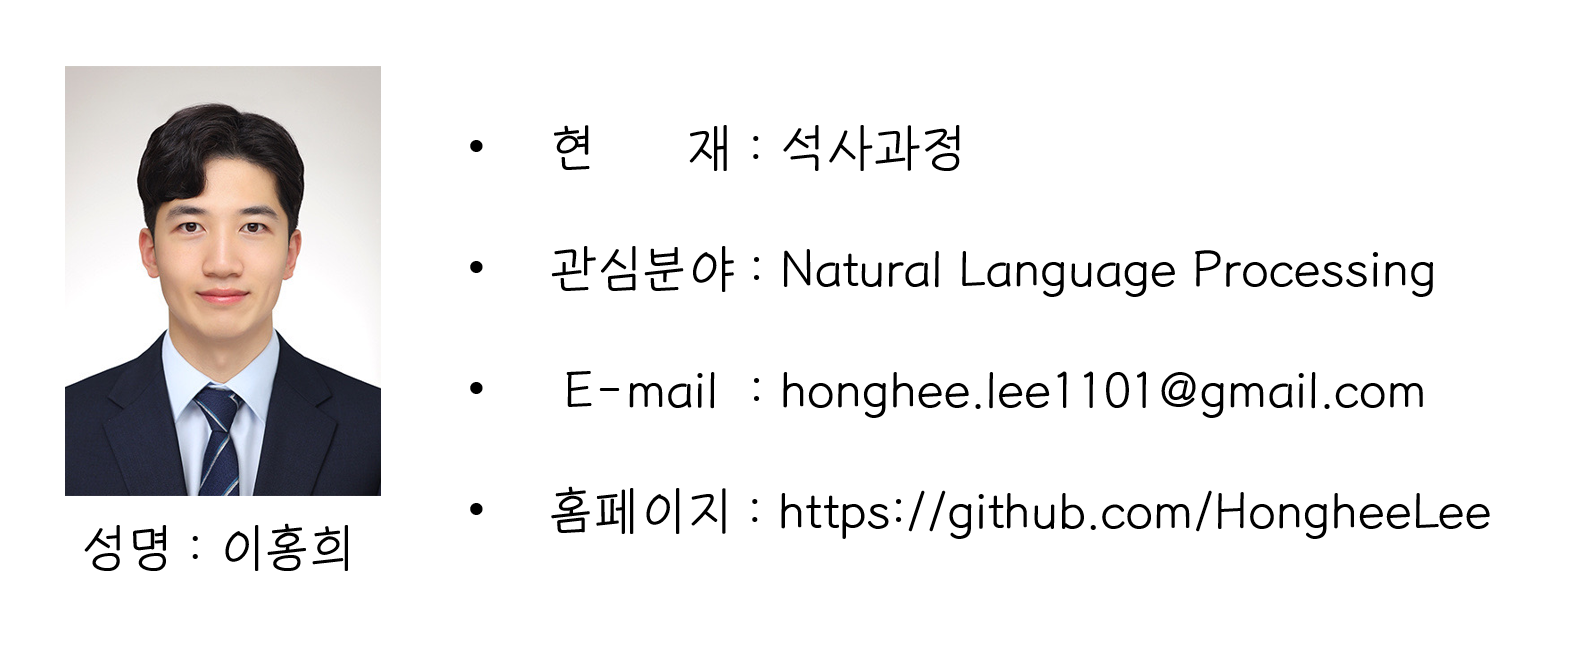 • 현 재 : 석사과정
• 관심분야 : Natural Language Processing
• E-mail : honghee.lee1101@gmail.com
• 홈페이지 : https://github.com/HongheeLee
성명 : 이홍희